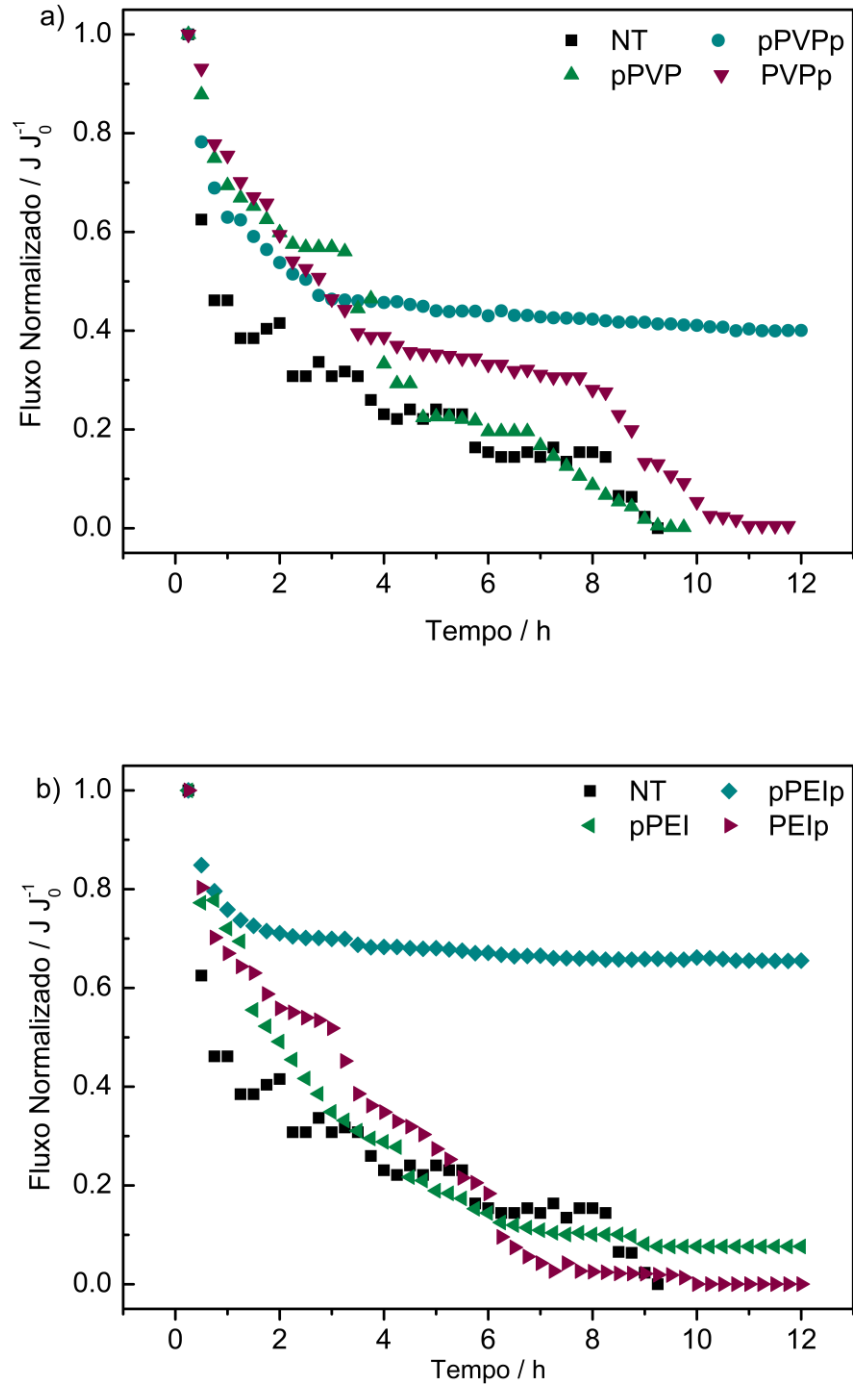 a)
NT
pPVPp
pPVP
PVPp
1.0
0.8
0.6
0.4
0.2
0.0
Fluxo Normalizado / J J₀⁻¹
0 2 4 6 8 10 12
Tempo / h
b)
NT
pPEIp
pPEI
PEIp
1.0
0.8
0.6
0.4
0.2
0.0
Fluxo Normalizado / J J₀⁻¹
0 2 4 6 8 10 12
Tempo / h